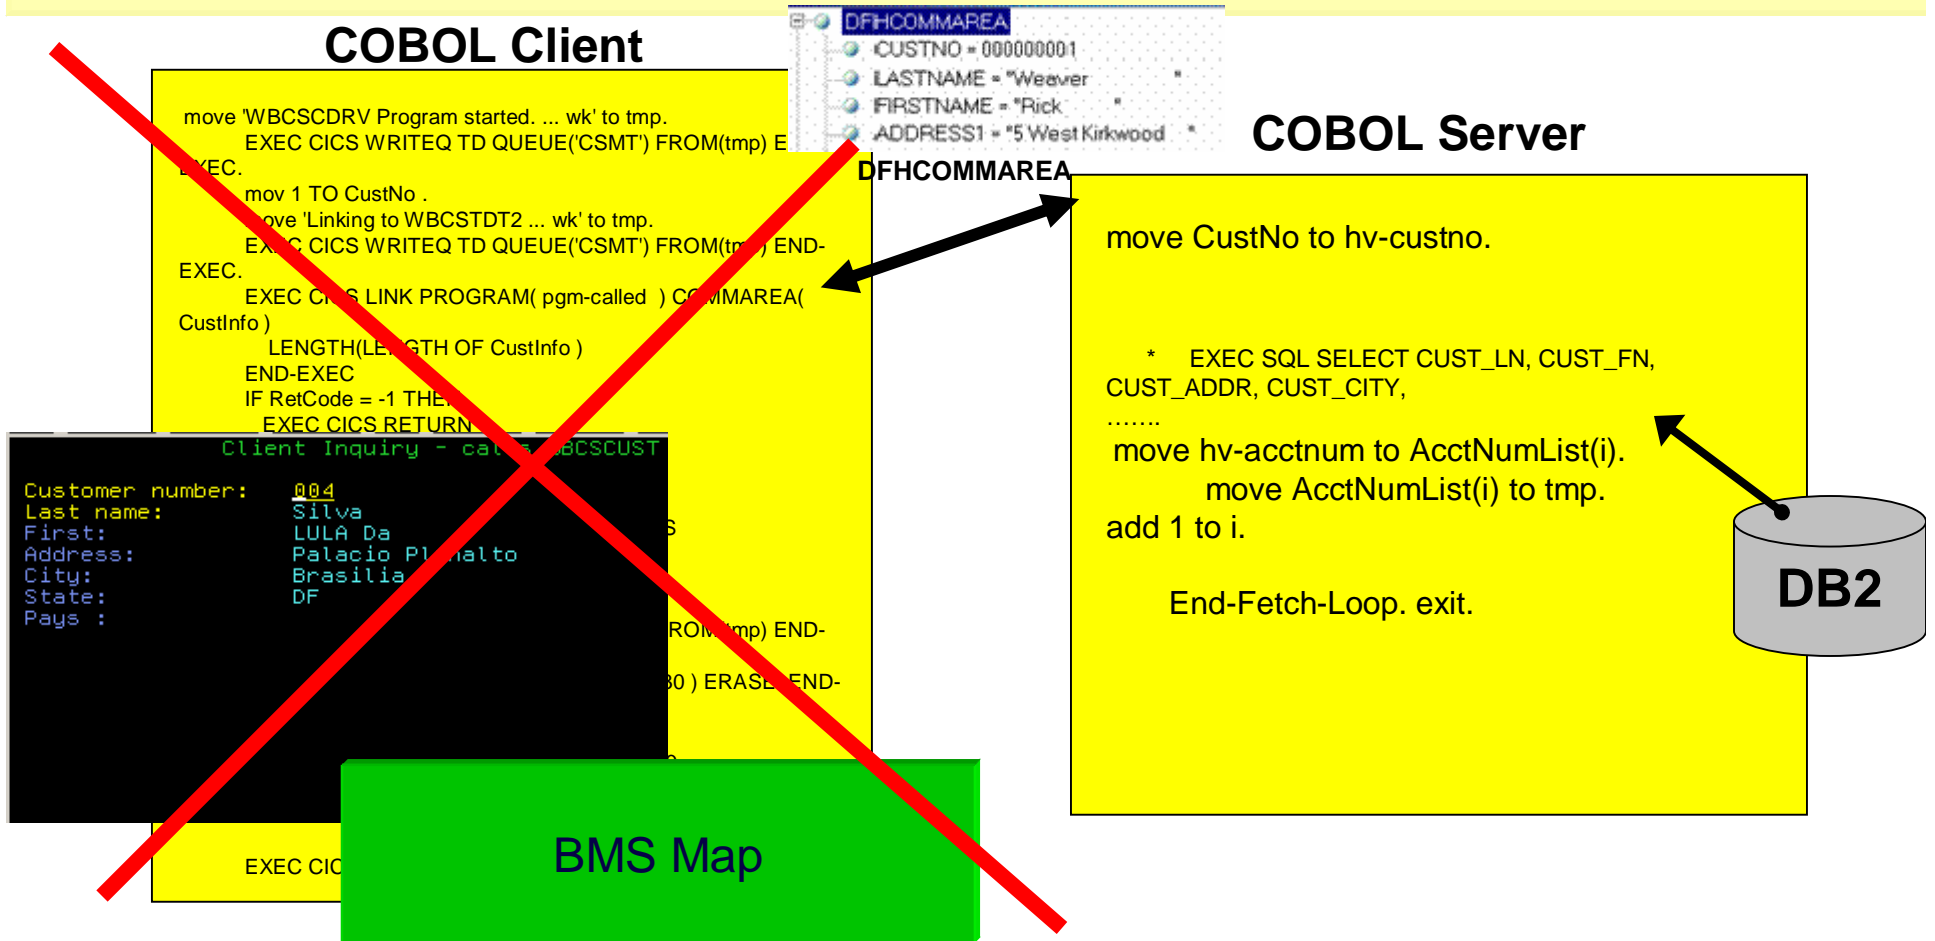 COBOL Client
move 'WBCSCDRV Program started. ... wk' to tmp.
EXEC CICS WRITEQ TD QUEUE('CSMT') FROM(tmp) E
EXEC.
mov 1 TO CustNo .
move 'Linking to WBCSTDT2 ... wk' to tmp.
EXEC CICS WRITEQ TD QUEUE('CSMT') FROM(tmp) END-
EXEC.
EXEC CICS LINK PROGRAM( pgm-called ) COMMAREA(
CustInfo )
LENGTH(LENGTH OF CustInfo )
END-EXEC
IF RetCode = -1 THEN
EXEC CICS RETURN
S
FROM(tmp) END-
80 ) ERASE END-
EXEC CIC
Client Inquiry - calls WBCSCUST
Customer number: 004
Last name: Silva
First: LULA Da
Address: Palacio Planalto
City: Brasilia
State: DF
Pays :
BMS Map
DFHCOMMAREA
CUSTNO = 000000001
LASTNAME = "Weaver "
FIRSTNAME = "Rick "
ADDRESS1 = "5 West Kirkwood "
DFHCOMMAREA
COBOL Server
move CustNo to hv-custno.
* EXEC SQL SELECT CUST_LN, CUST_FN,
CUST_ADDR, CUST_CITY,
.......
move hv-acctnum to AcctNumList(i).
move AcctNumList(i) to tmp.
add 1 to i.
End-Fetch-Loop. exit.
DB2